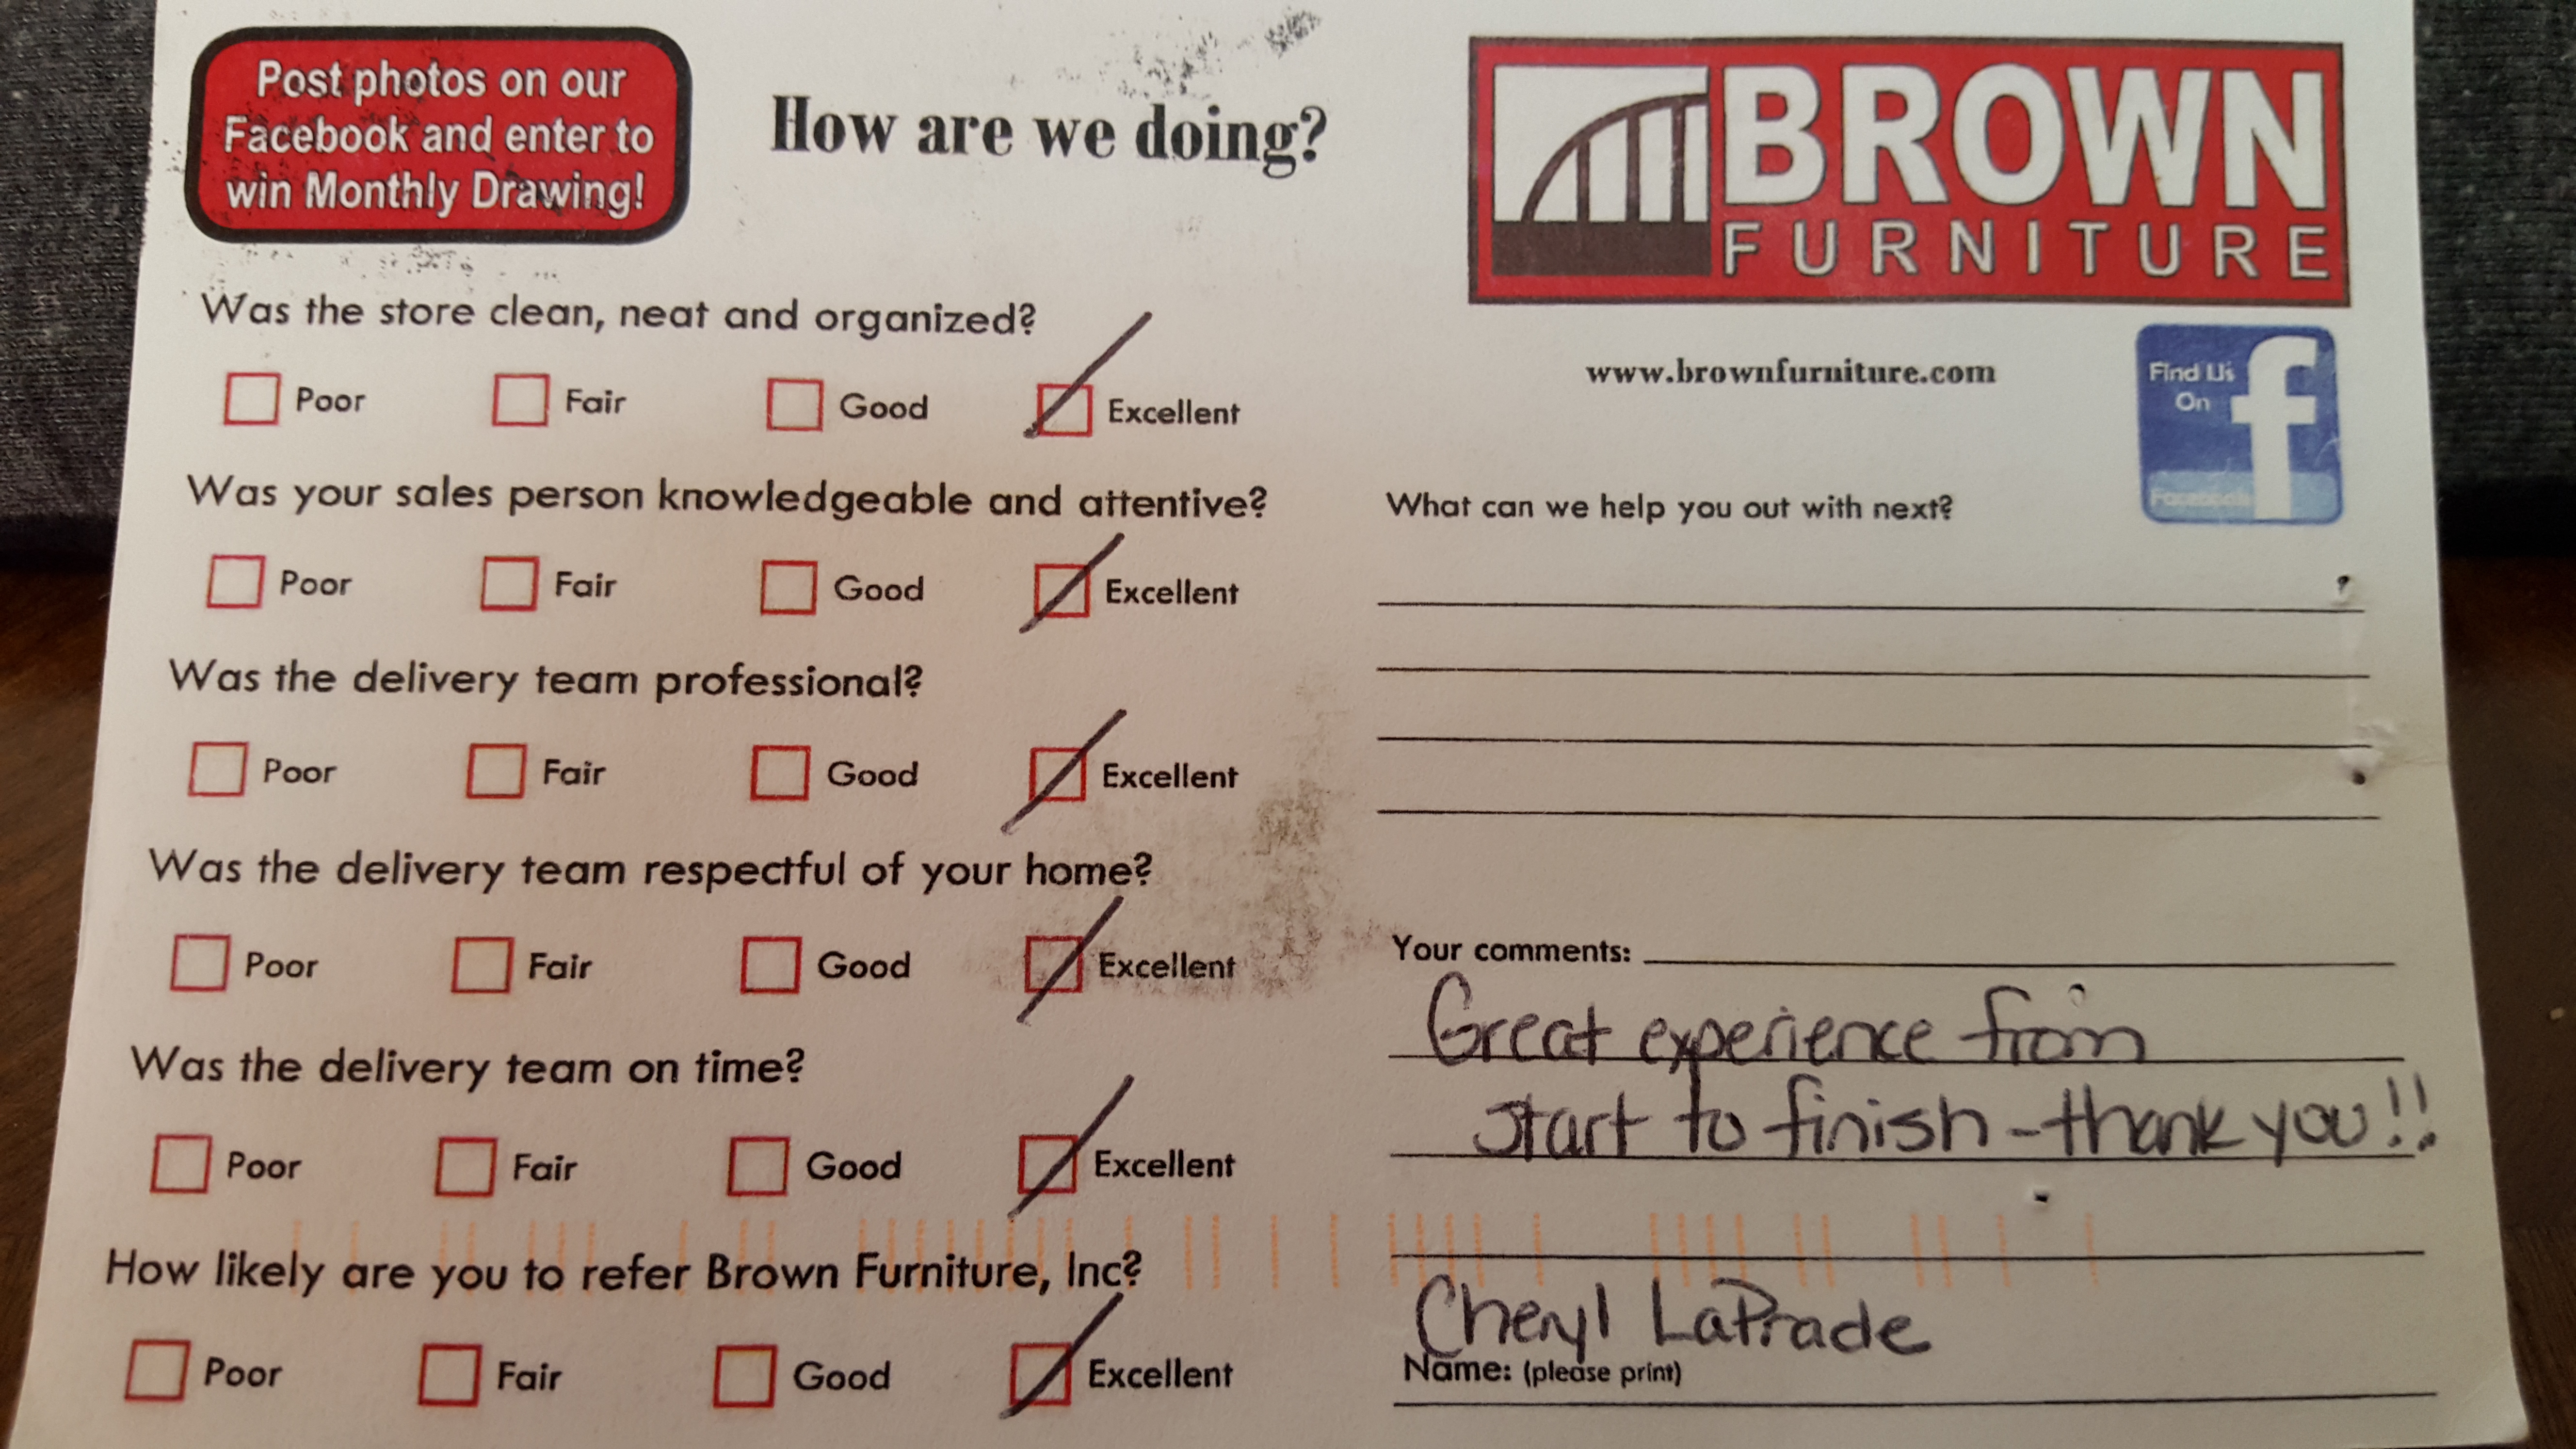 Post photos on our
Facebook and enter to
win Monthly Drawing!
How are we doing?
BROWN
FURNITURE
www.brownfurniture.com
Find Us
On
Facebook
Was the store clean, neat and organized?
Poor Fair Good Excellent
Was your sales person knowledgeable and attentive?
Poor Fair Good Excellent
Was the delivery team professional?
Poor Fair Good Excellent
Was the delivery team respectful of your home?
Poor Fair Good Excellent
Was the delivery team on time?
Poor Fair Good Excellent
How likely are you to refer Brown Furniture, Inc?
Poor Fair Good Excellent
What can we help you out with next?
Your comments:
Great experience from
start to finish - thank you!!
Cheryl LaPrade
Name: (please print)